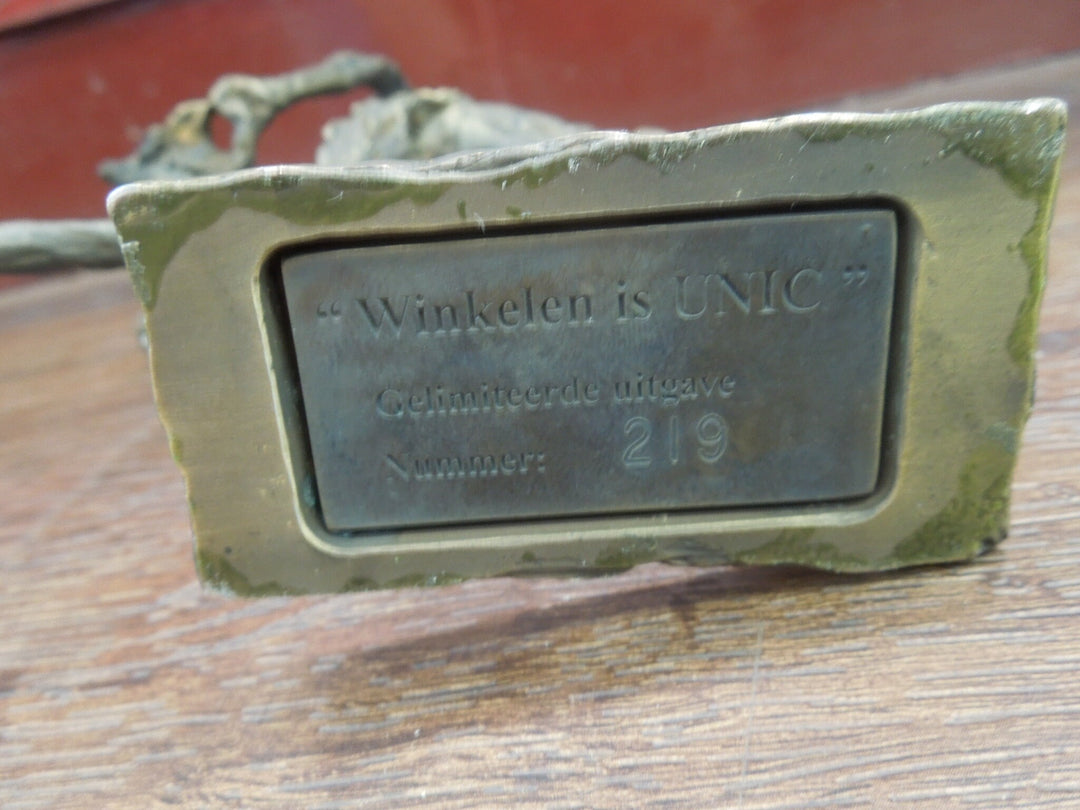 “ Winkelen is UNIC ”
Gelimiteerde uitgave
Nummer: 219